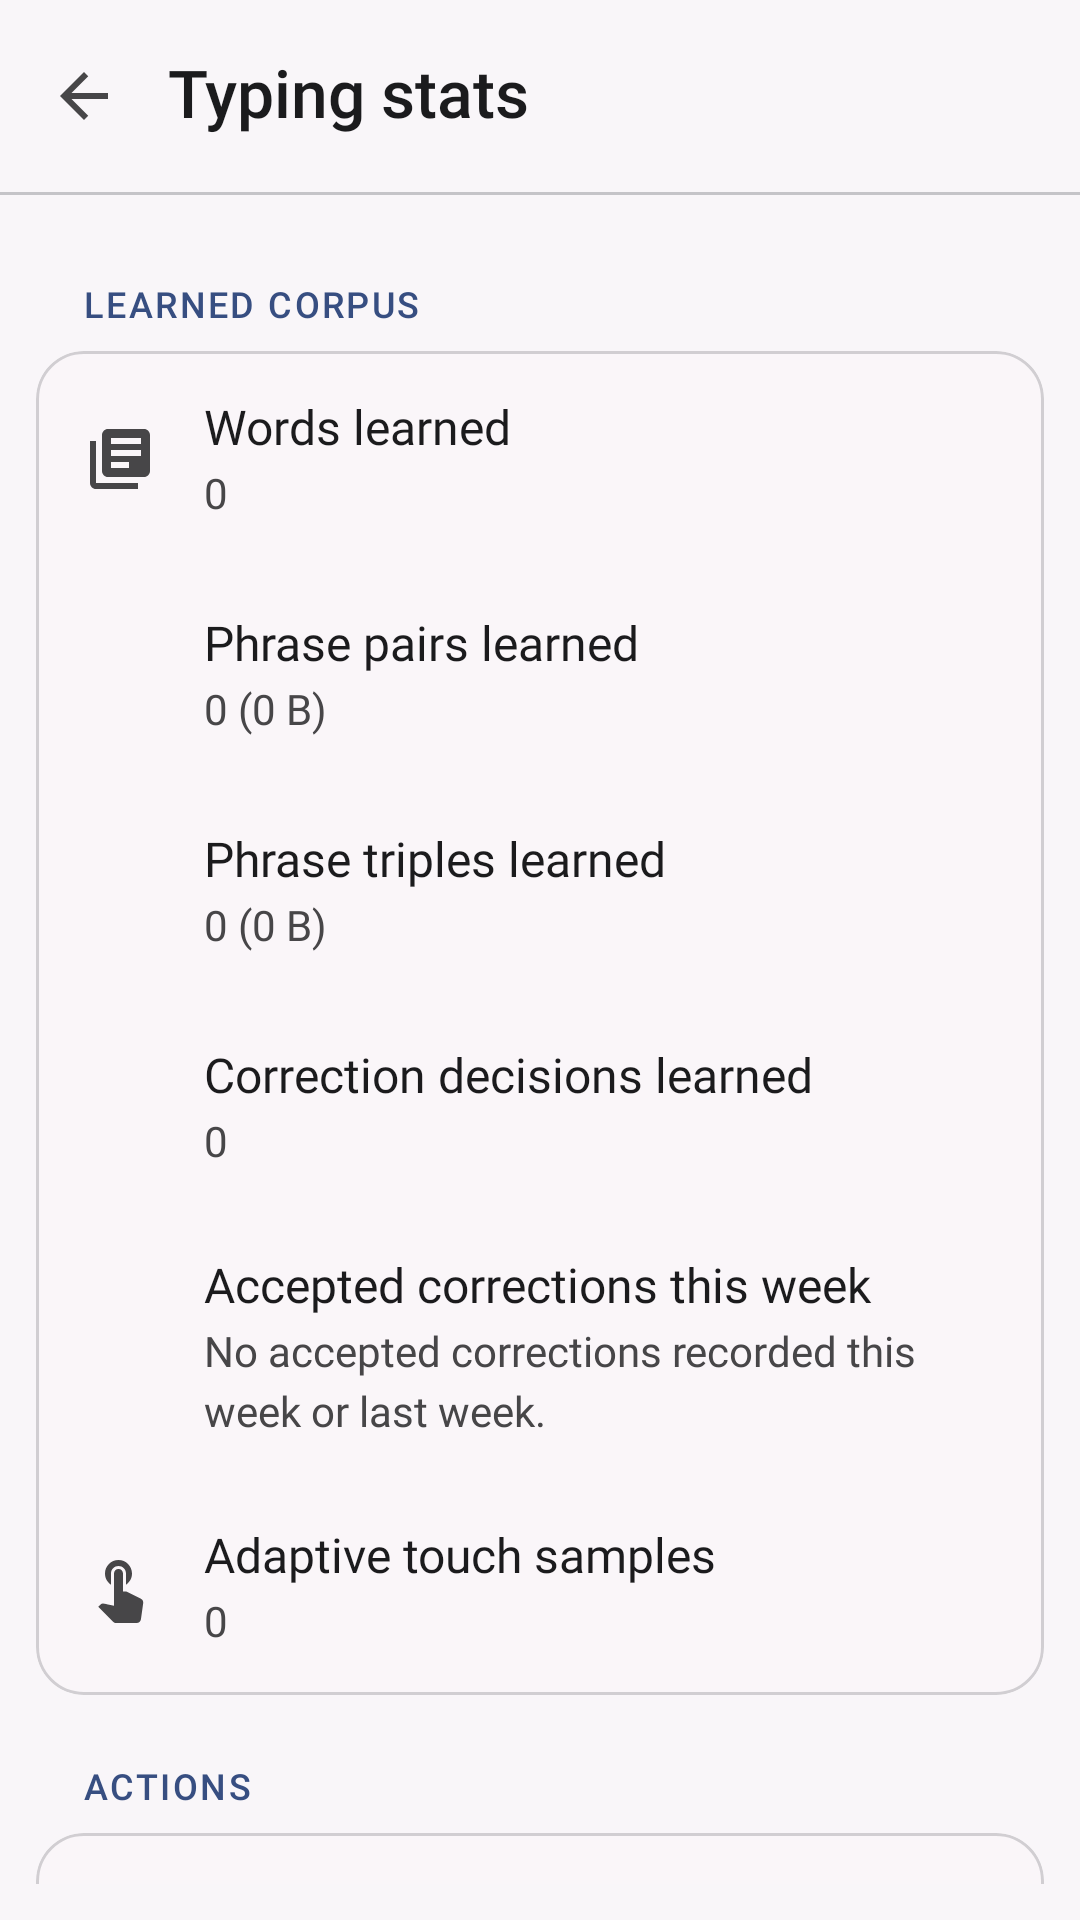 Typing stats
LEARNED CORPUS
Words learned
0
Phrase pairs learned
0 (0 B)
Phrase triples learned
0 (0 B)
Correction decisions learned
0
Accepted corrections this week
No accepted corrections recorded this
week or last week.
Adaptive touch samples
0
ACTIONS